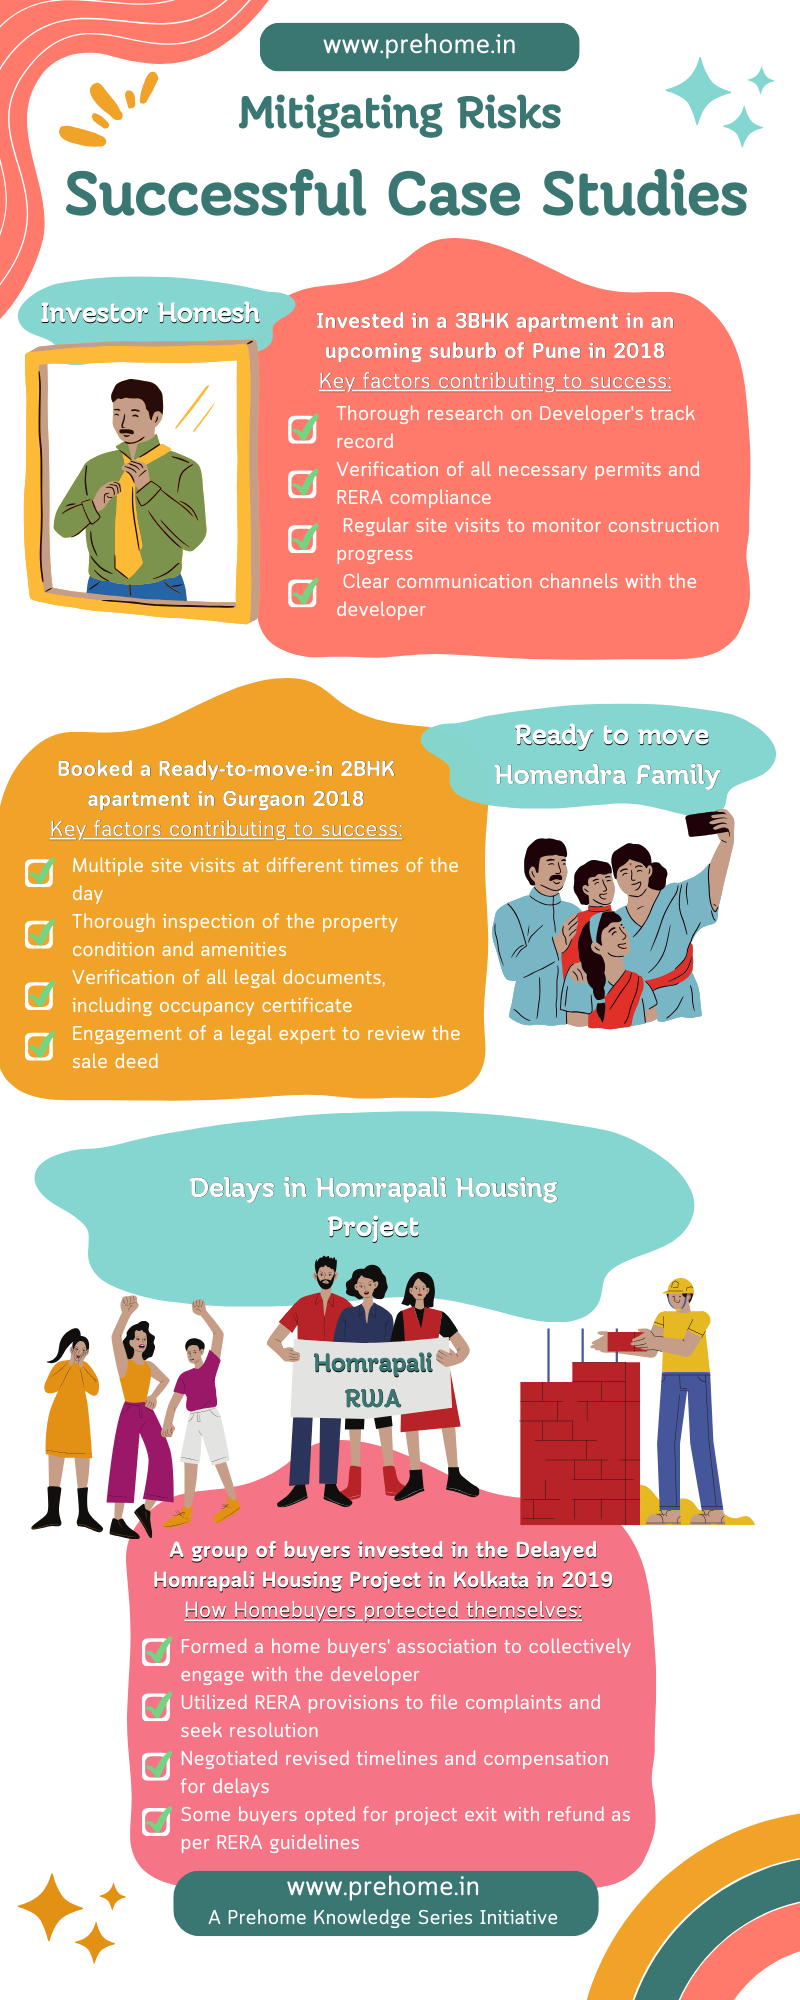 www.prehome.in
Mitigating Risks
Successful Case Studies
Investor Homesh
Invested in a 3BHK apartment in an
upcoming suburb of Pune in 2018
Key factors contributing to success:
Thorough research on Developer's track
record
Verification of all necessary permits and
RERA compliance
Regular site visits to monitor construction
progress
Clear communication channels with the
developer
Ready to move
Homendra Family
Booked a Ready-to-move-in 2BHK
apartment in Gurgaon 2018
Key factors contributing to success:
Multiple site visits at different times of the
day
Thorough inspection of the property
condition and amenities
Verification of all legal documents,
including occupancy certificate
Engagement of a legal expert to review the
sale deed
Delays in Homrapali Housing
Project
Homrapali
RWA
A group of buyers invested in the Delayed
Homrapali Housing Project in Kolkata in 2019
How Homebuyers protected themselves:
Formed a home buyers' association to collectively
engage with the developer
Utilized RERA provisions to file complaints and
seek resolution
Negotiated revised timelines and compensation
for delays
Some buyers opted for project exit with refund as
per RERA guidelines
www.prehome.in
A Prehome Knowledge Series Initiative